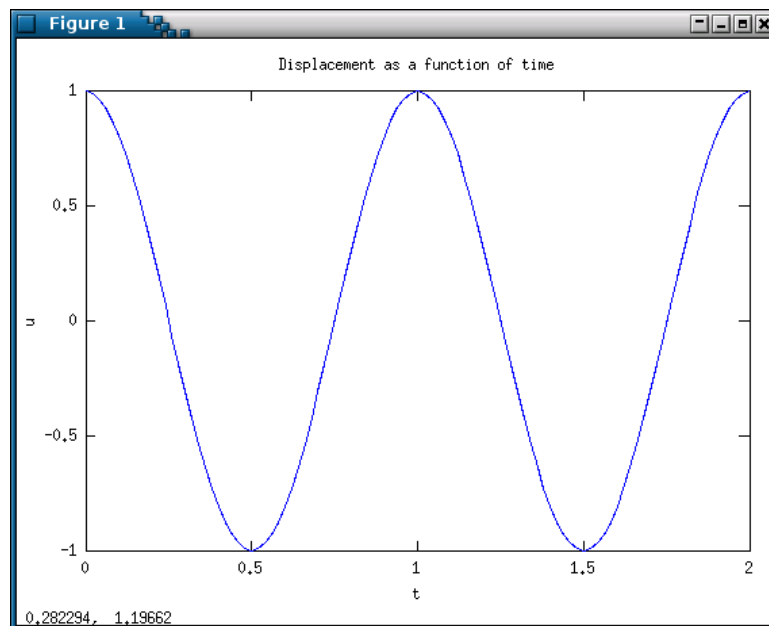 Figure 1
Displacement as a function of time
1
0.5
0
-0.5
-1
u
0 0.5 1 1.5 2
t
0.282294, 1.19662